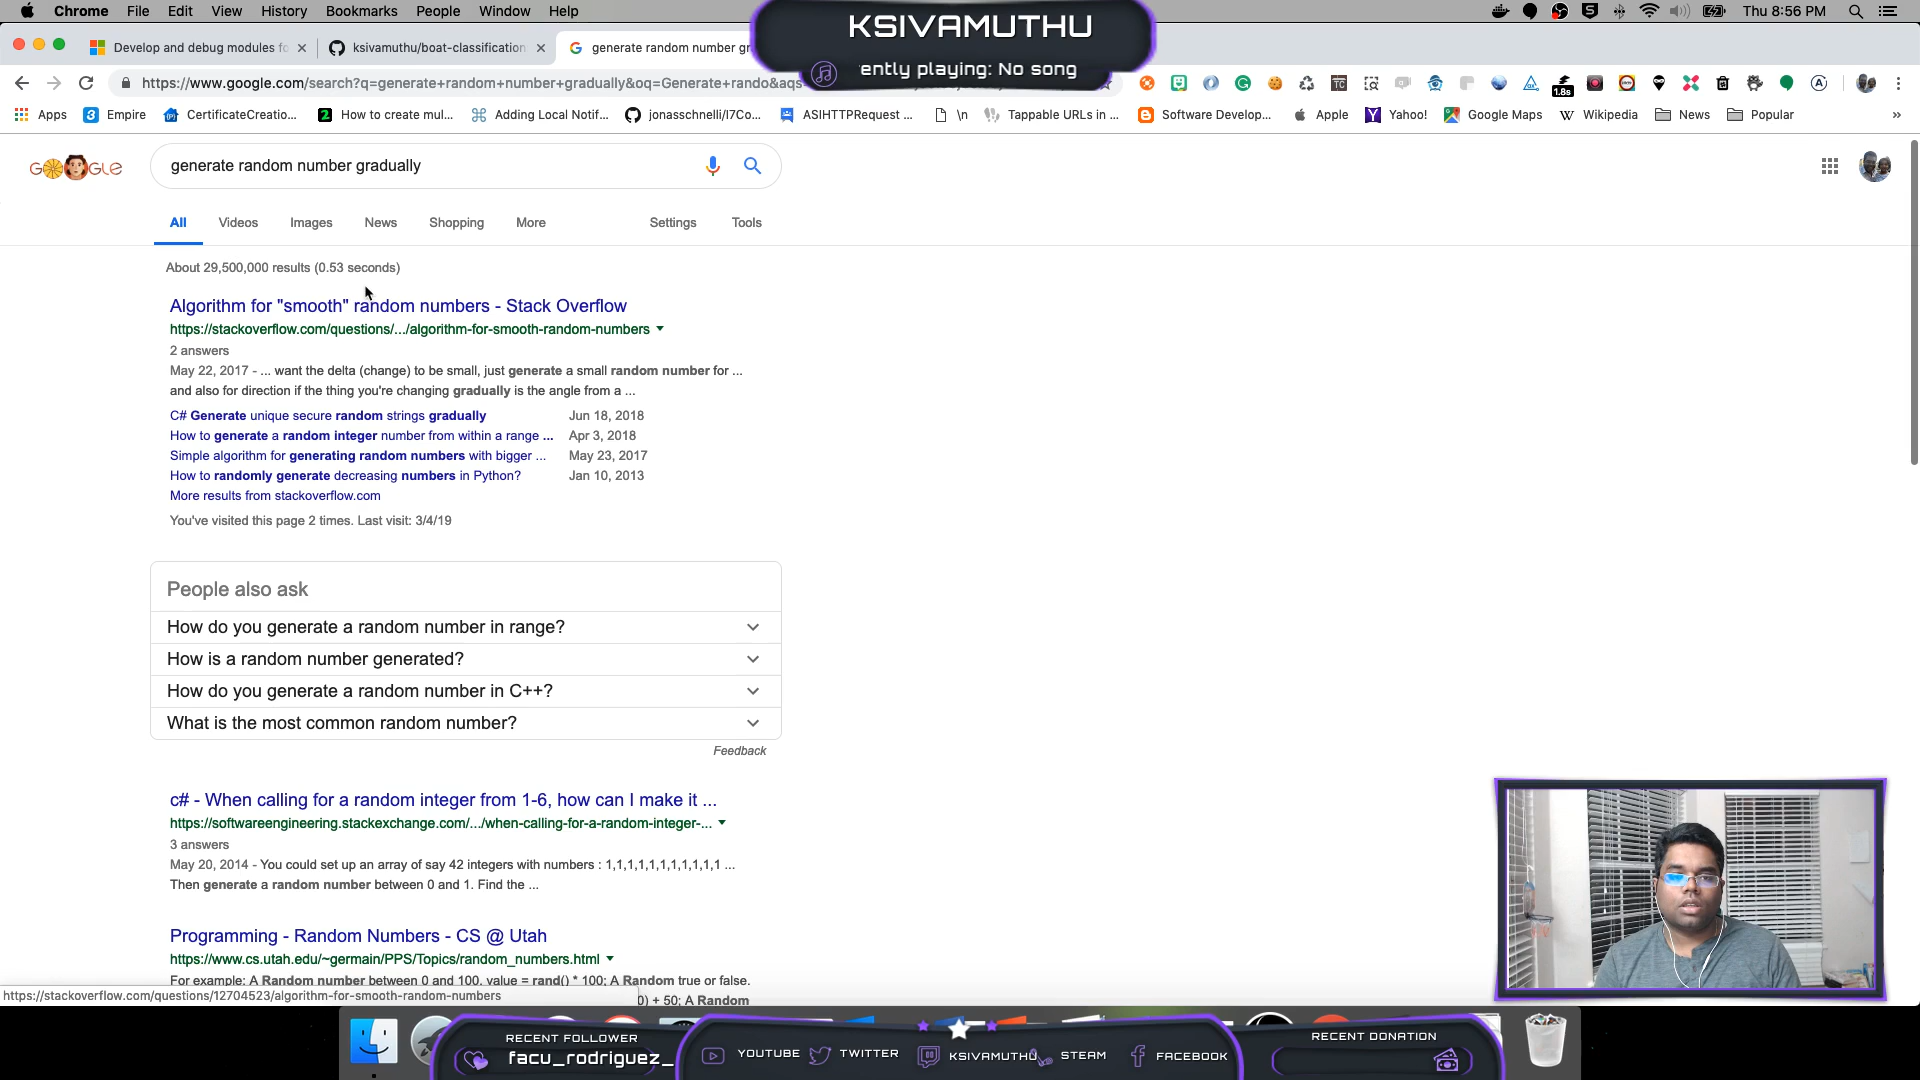 Chrome File Edit View History Bookmarks People Window Help
Thu 8:56 PM
KSIVAMUTHU
ently playing: No song
Develop and debug modules fo
ksivamuthu/boat-classification
generate random number gr
https://www.google.com/search?q=generate+random+number+gradually&oq=Generate+rando&aqs=
1.8s
Apps Empire CertificateCreatio... How to create mul... Adding Local Notif... jonasschnelli/I7Co... ASIHTTPRequest ... \n Tappable URLs in ... Software Develop... Apple Yahoo! Google Maps Wikipedia News Popular »
generate random number gradually
All Videos Images News Shopping More Settings Tools
About 29,500,000 results (0.53 seconds)
Algorithm for "smooth" random numbers - Stack Overflow
https://stackoverflow.com/questions/.../algorithm-for-smooth-random-numbers
2 answers
May 22, 2017 - ... want the delta (change) to be small, just generate a small random number for ...
and also for direction if the thing you're changing gradually is the angle from a ...
C# Generate unique secure random strings gradually Jun 18, 2018
How to generate a random integer number from within a range ... Apr 3, 2018
Simple algorithm for generating random numbers with bigger ... May 23, 2017
How to randomly generate decreasing numbers in Python? Jan 10, 2013
More results from stackoverflow.com
You've visited this page 2 times. Last visit: 3/4/19
People also ask
How do you generate a random number in range?
How is a random number generated?
How do you generate a random number in C++?
What is the most common random number?
Feedback
c# - When calling for a random integer from 1-6, how can I make it ...
https://softwareengineering.stackexchange.com/.../when-calling-for-a-random-integer-...
3 answers
May 20, 2014 - You could set up an array of say 42 integers with numbers : 1,1,1,1,1,1,1,1,1,1 ...
Then generate a random number between 0 and 1. Find the ...
Programming - Random Numbers - CS @ Utah
https://www.cs.utah.edu/~germain/PPS/Topics/random_numbers.html
For example: A Random number between 0 and 100. value = rand() * 100; A Random true or false.
0) + 50; A Random
https://stackoverflow.com/questions/12704523/algorithm-for-smooth-random-numbers
RECENT FOLLOWER
facu_rodriguez_
YOUTUBE TWITTER KSIVAMUTHU STEAM FACEBOOK
RECENT DONATION